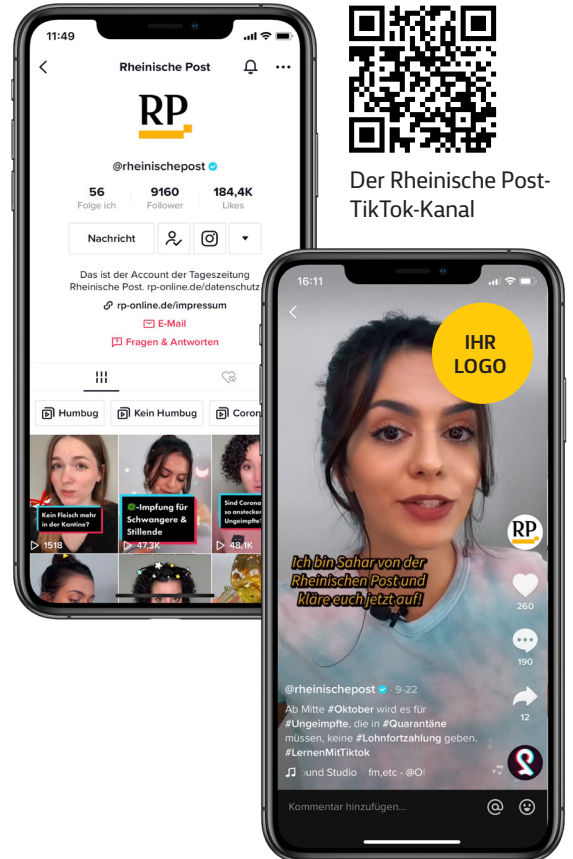 11:49
Rheinische Post
RP
@rheinischepost
56 9160 184,4K
Folge ich Follower Likes
Nachricht
Das ist der Account der Tageszeitung
Rheinische Post. rp-online.de/datenschutz
rp-online.de/impressum
E-Mail
Fragen & Antworten
Humbug Kein Humbug Coron
Kein Fleisch mehr
in der Kantine?
1518
-Impfung für
Schwangere &
Stillende
47,3K
Sind Corona
so anstecken
Ungeimpfte?
48,1K
Der Rheinische Post-
TikTok-Kanal
16:11
IHR
LOGO
RP
Ich bin Sahar von der
Rheinischen Post und
kläre euch jetzt auf!
260
190
12
@rheinischepost · 9-22
Ab Mitte #Oktober wird es für
#Ungeimpfte, die in #Quarantäne
müssen, keine #Lohnfortzahlung geben.
#LernenMitTiktok
und Studio fm,etc - @O
Kommentar hinzufügen...